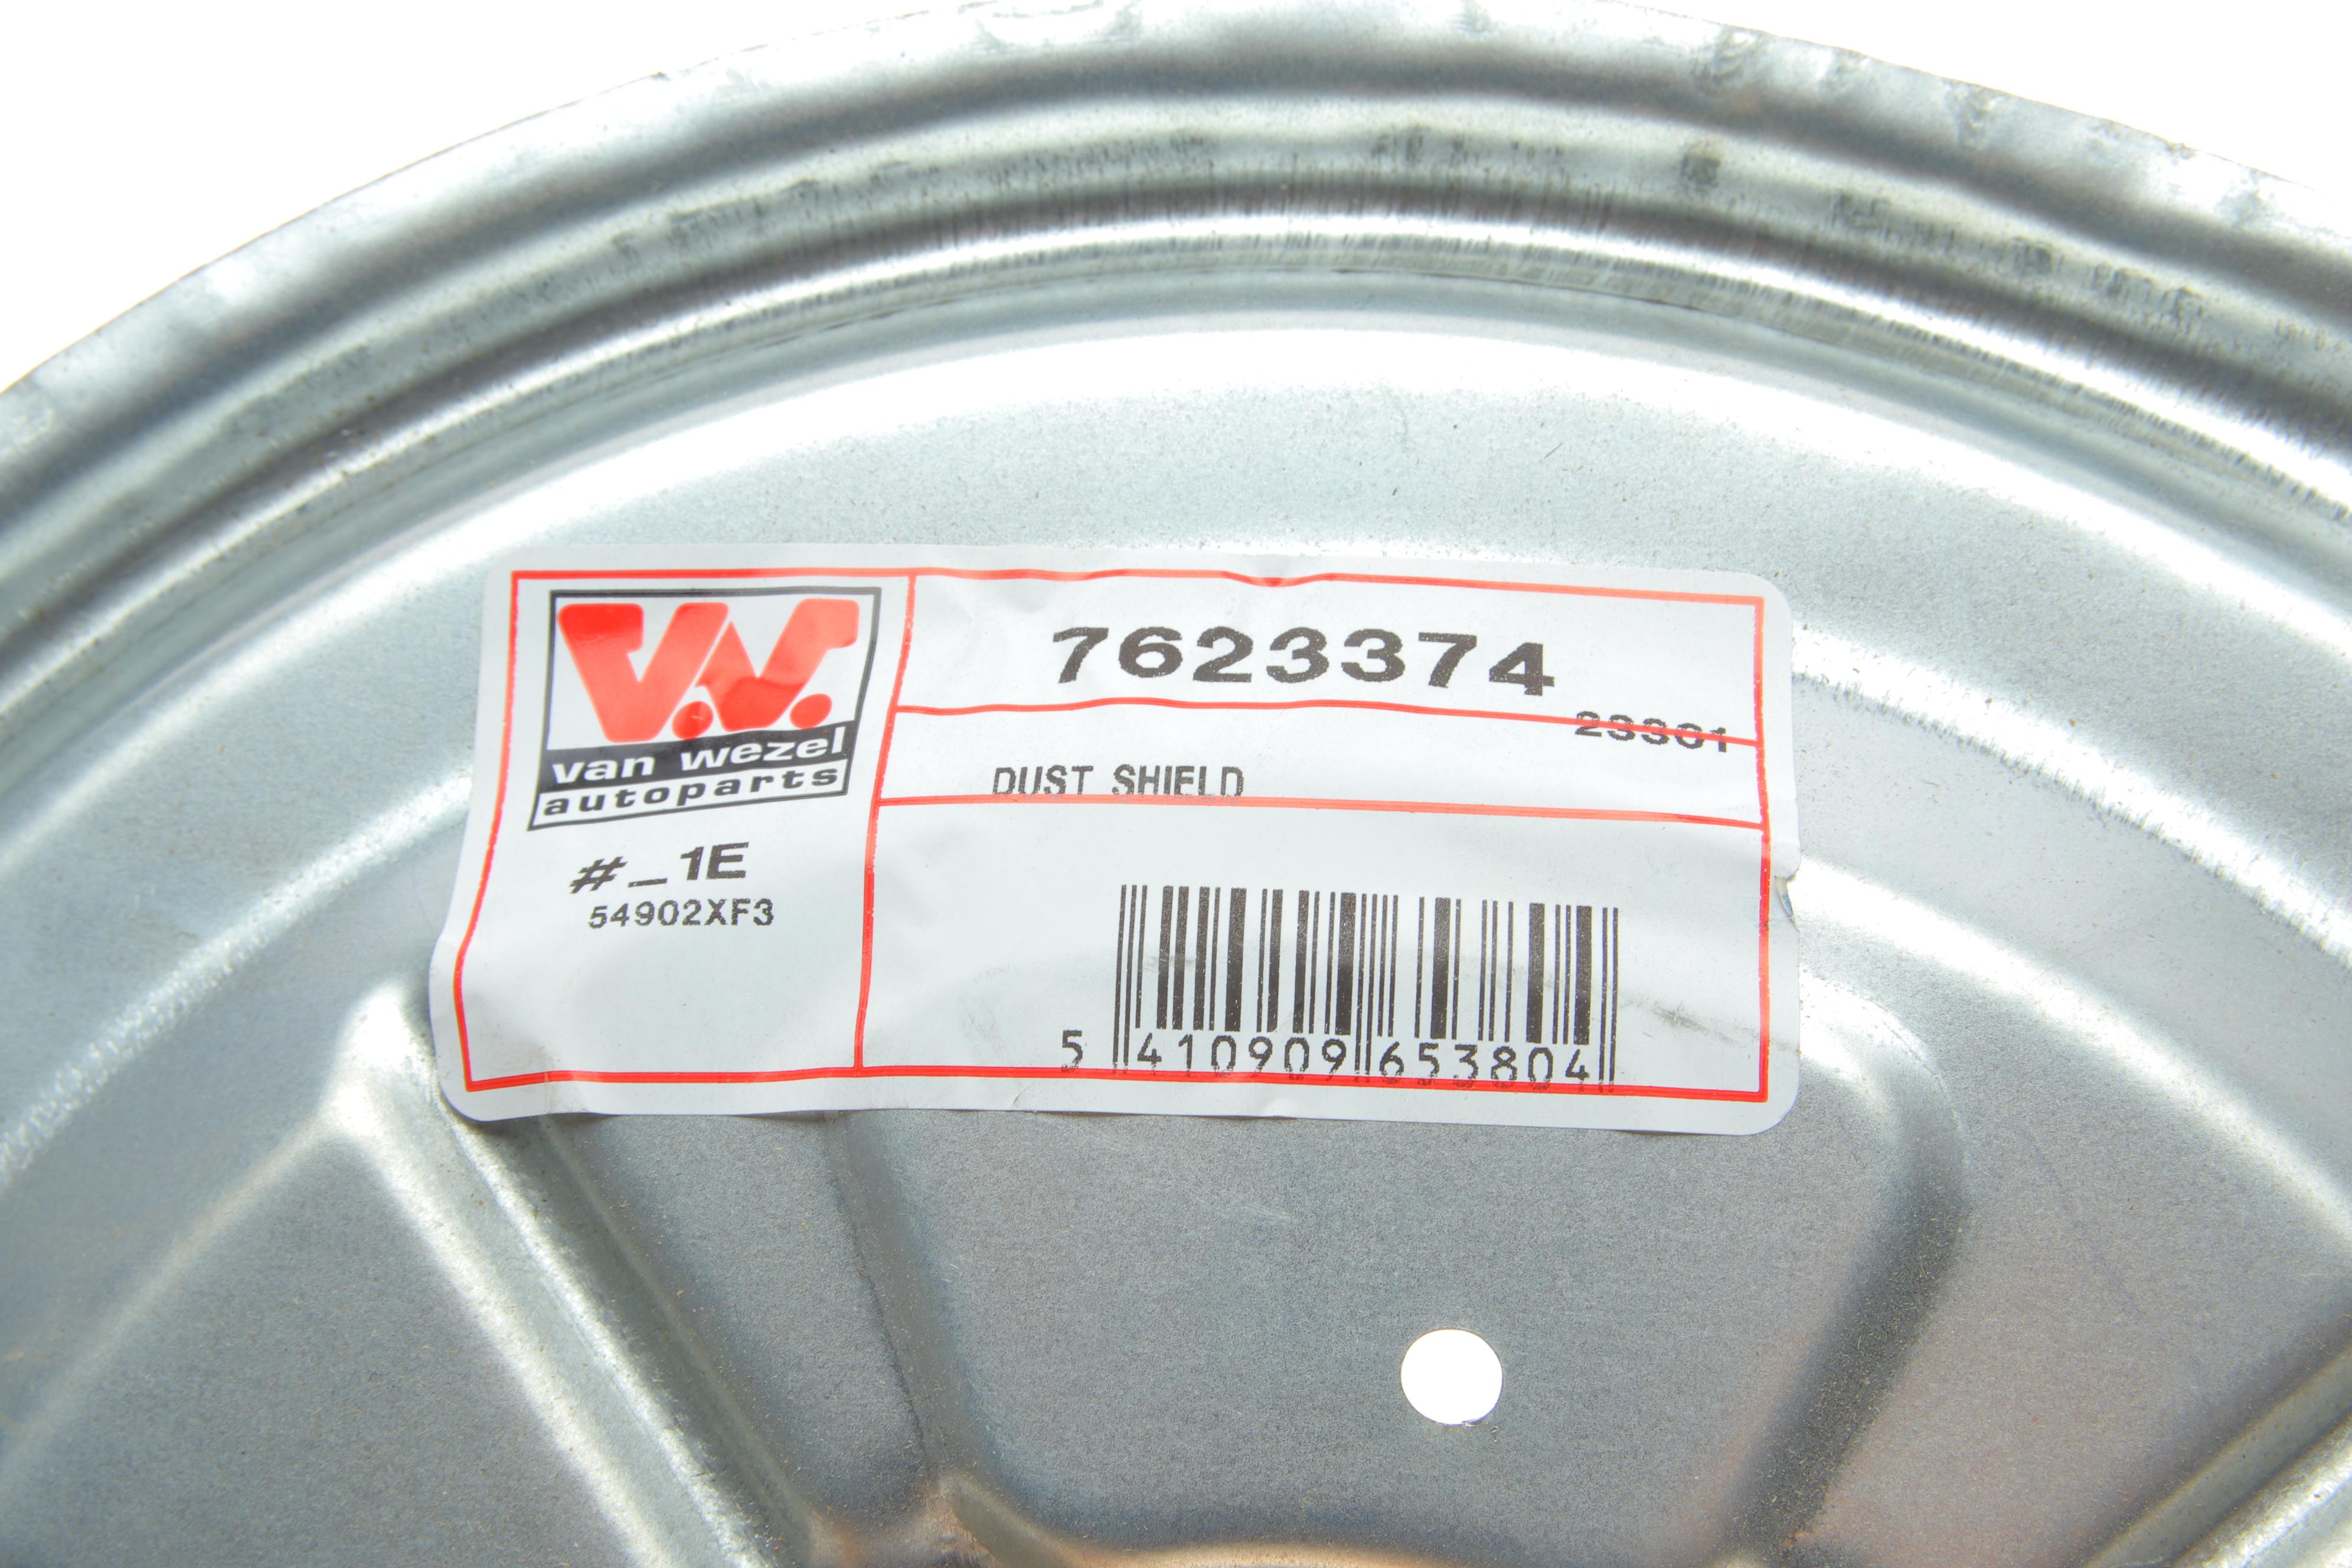 V.V.
van wezel
autoparts
#_1E
54902XF3
7623374
23301
DUST SHIELD
5 410909 653804